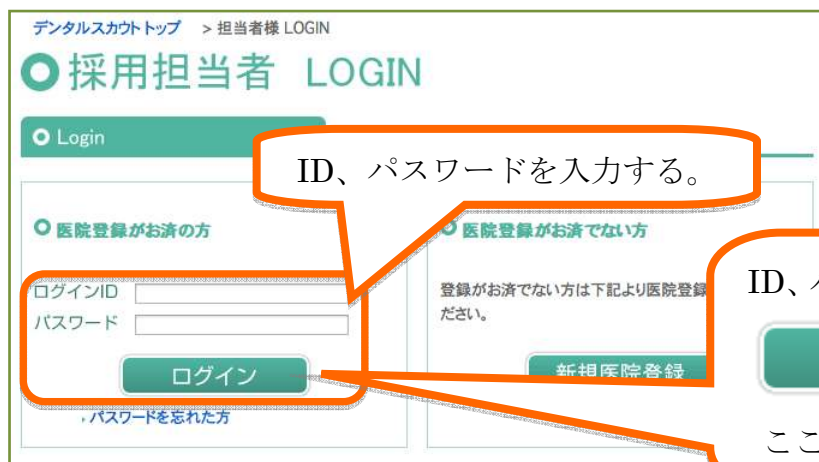 デンタルスカウトトップ > 担当者様 LOGIN
採用担当者 LOGIN
Login
ID、パスワードを入力する。
医院登録がお済の方
ログインID
パスワード
ログイン
パスワードを忘れた方
医院登録がお済でない方
登録がお済でない方は下記より医院登録
ださい。
新規医院登録
ID、
ここ